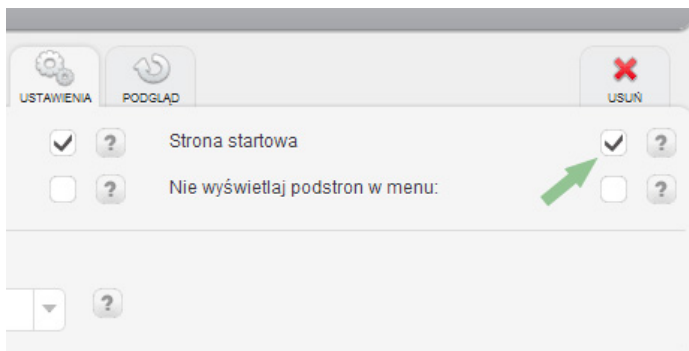 USTAWIENIA
PODGLĄD
USUŃ
? Strona startowa ?
? Nie wyświetlaj podstron w menu: ?
?